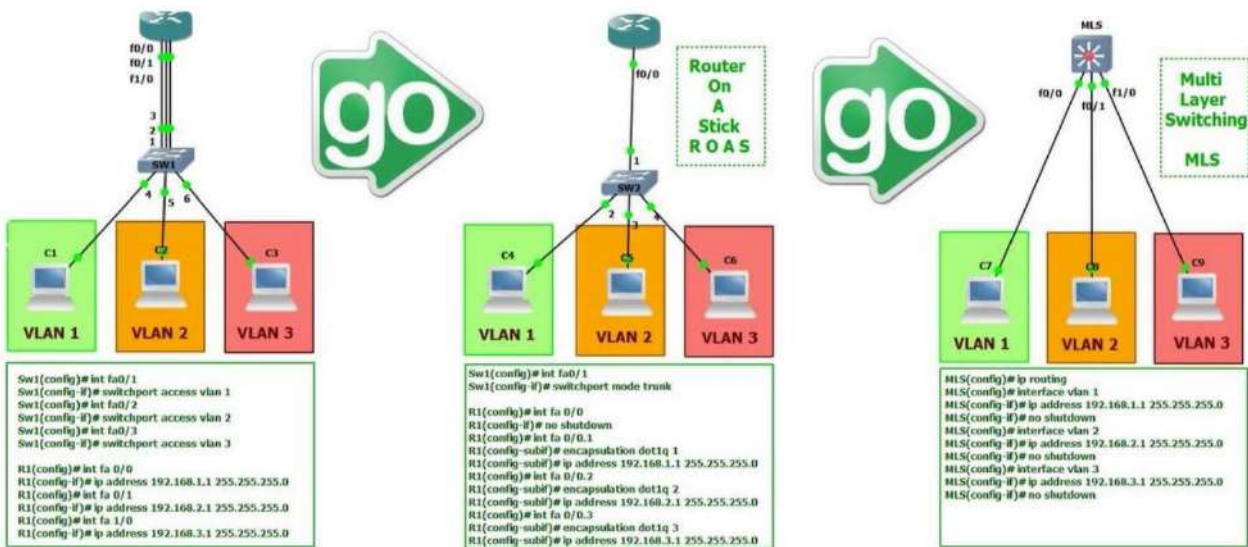 f0/0
f0/1
f1/0
3
2
1
SW1
4
5
6
C1
C2
C3
VLAN 1
VLAN 2
VLAN 3
Sw1(config)# int fa0/1
Sw1(config-if)# switchport access vlan 1
Sw1(config)# int fa0/2
Sw1(config-if)# switchport access vlan 2
Sw1(config)# int fa0/3
Sw1(config-if)# switchport access vlan 3
R1(config)# int fa 0/0
R1(config-if)# ip address 192.168.1.1 255.255.255.0
R1(config)# int fa 0/1
R1(config-if)# ip address 192.168.2.1 255.255.255.0
R1(config)# int fa 1/0
R1(config-if)# ip address 192.168.3.1 255.255.255.0
go
f0/0
Router
On
A
Stick
R O A S
1
SW2
2
3
4
C4
C5
C6
VLAN 1
VLAN 2
VLAN 3
Sw1(config)# int fa0/1
Sw1(config-if)# switchport mode trunk
R1(config)# int fa 0/0
R1(config-if)# no shutdown
R1(config)# int fa 0/0.1
R1(config-subif)# encapsulation dot1q 1
R1(config-subif)# ip address 192.168.1.1 255.255.255.0
R1(config)# int fa 0/0.2
R1(config-subif)# encapsulation dot1q 2
R1(config-subif)# ip address 192.168.2.1 255.255.255.0
R1(config)# int fa 0/0.3
R1(config-subif)# encapsulation dot1q 3
R1(config-subif)# ip address 192.168.3.1 255.255.255.0
go
MLS
f0/0
f0/1
f1/0
Multi
Layer
Switching
MLS
C7
C8
C9
VLAN 1
VLAN 2
VLAN 3
MLS(config)# ip routing
MLS(config)# interface vlan 1
MLS(config-if)# ip address 192.168.1.1 255.255.255.0
MLS(config-if)# no shutdown
MLS(config)# interface vlan 2
MLS(config-if)# ip address 192.168.2.1 255.255.255.0
MLS(config-if)# no shutdown
MLS(config)# interface vlan 3
MLS(config-if)# ip address 192.168.3.1 255.255.255.0
MLS(config-if)# no shutdown